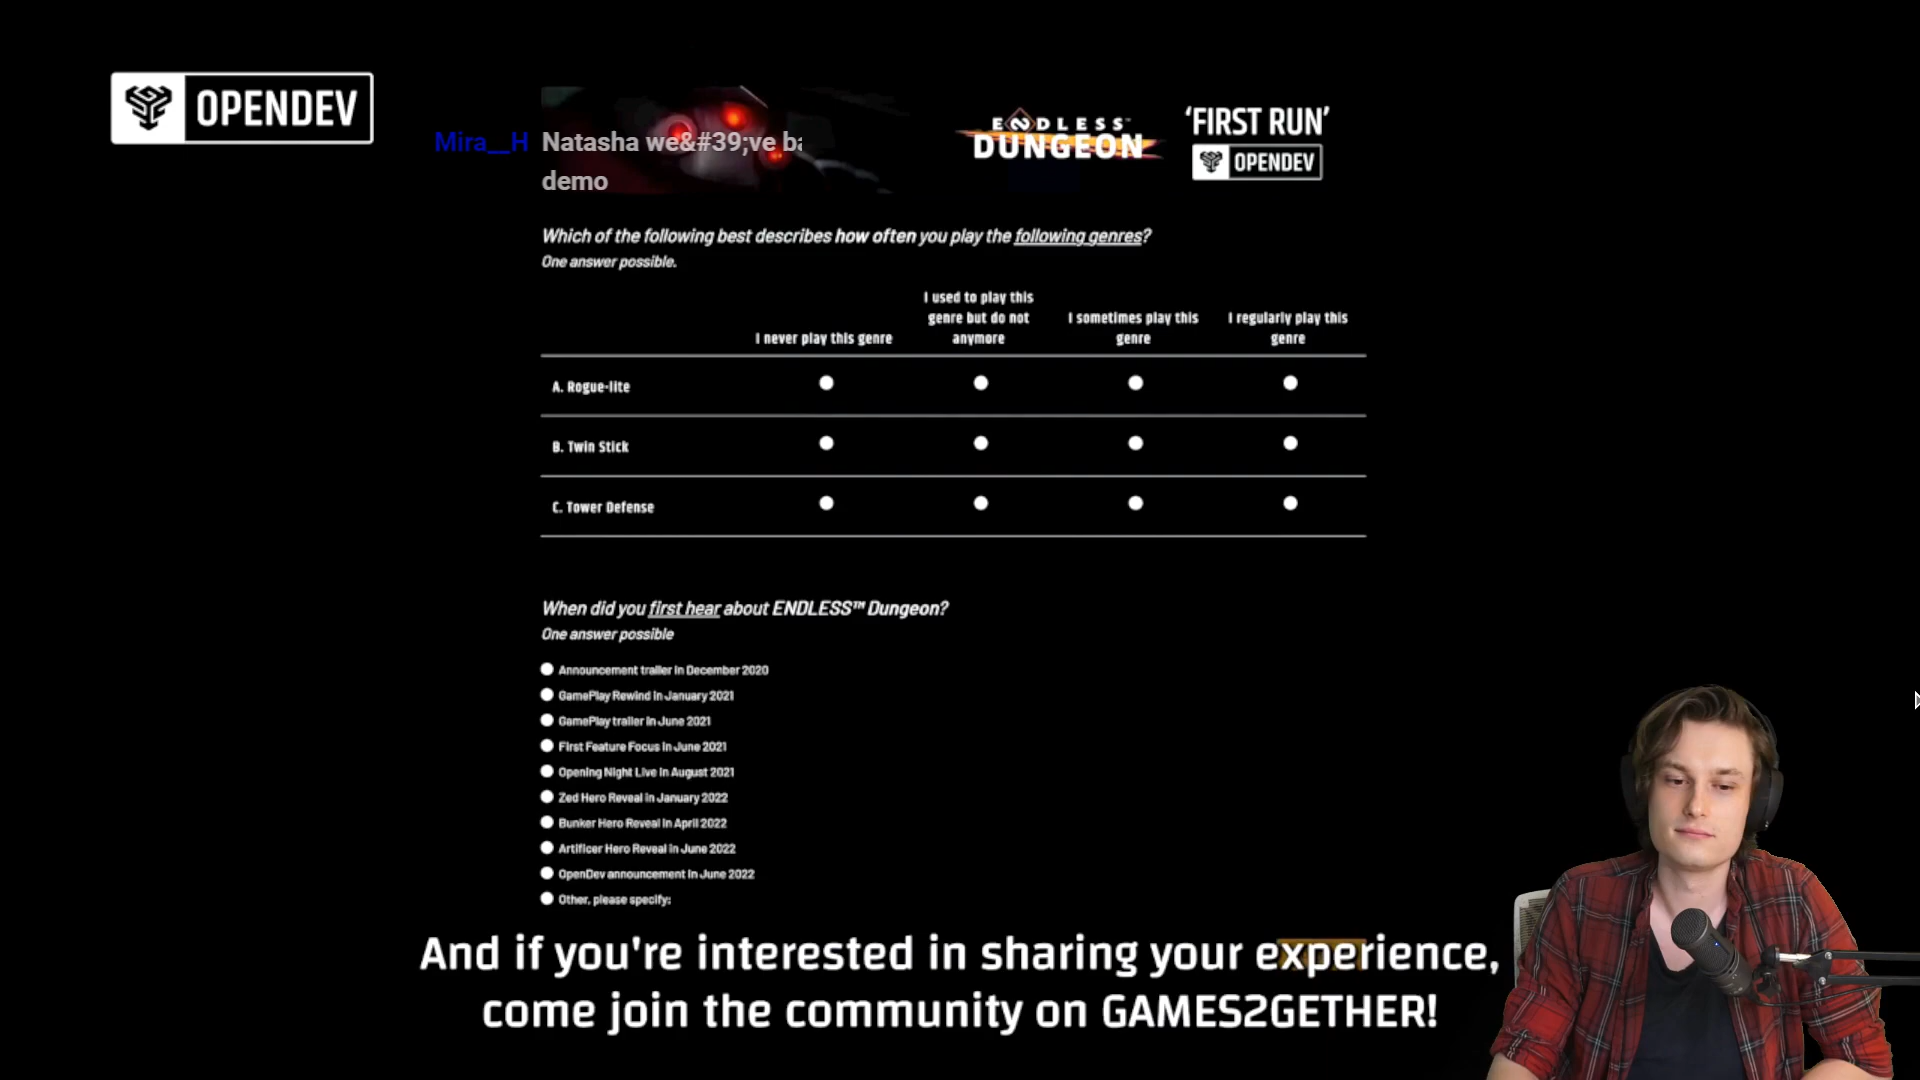 OPENDEV
Mira__H Natasha we&#39;ve ba
demo
ENDLESS™
DUNGEON
'FIRST RUN'
OPENDEV
Which of the following best describes how often you play the following genres?
One answer possible.
I never play this genre
I used to play this
genre but do not
anymore
I sometimes play this
genre
I regularly play this
genre
A. Rogue-lite
B. Twin Stick
C. Tower Defense
When did you first hear about ENDLESS™ Dungeon?
One answer possible
Announcement trailer in December 2020
GamePlay Rewind in January 2021
GamePlay trailer in June 2021
First Feature Focus in June 2021
Opening Night Live in August 2021
Zed Hero Reveal in January 2022
Bunker Hero Reveal in April 2022
Artificer Hero Reveal in June 2022
OpenDev announcement in June 2022
Other, please specify:
And if you're interested in sharing your experience,
come join the community on GAMES2GETHER!